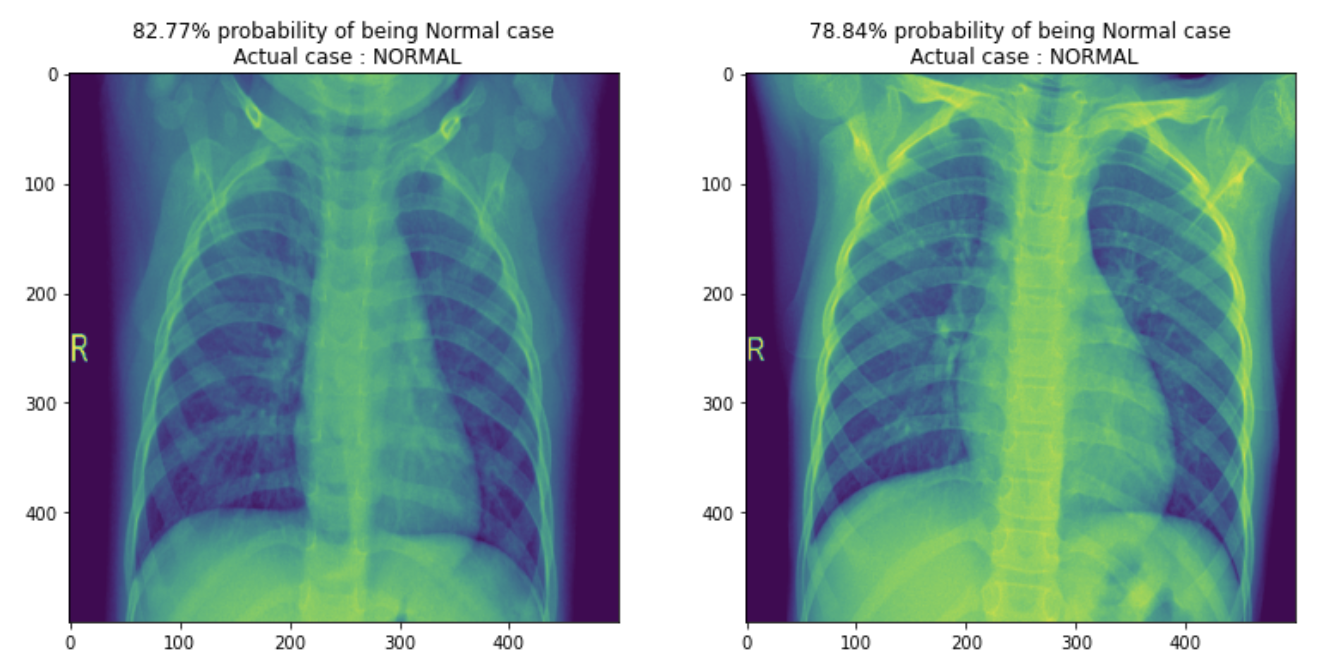 82.77% probability of being Normal case
Actual case : NORMAL
0
100
200
300
400
R
0 100 200 300 400
78.84% probability of being Normal case
Actual case : NORMAL
0
100
200
300
400
R
0 100 200 300 400